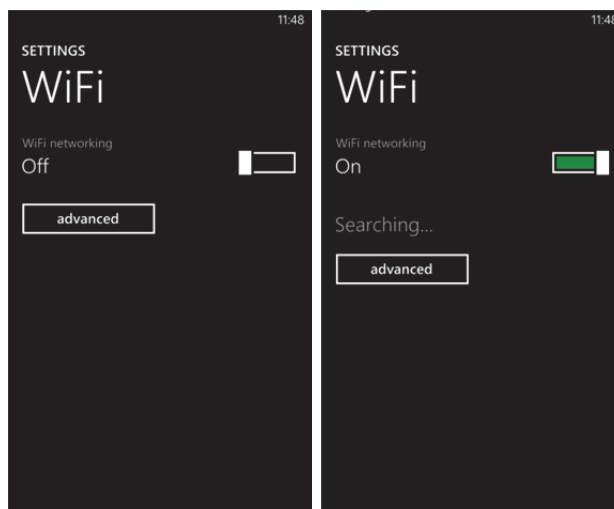 11:48
SETTINGS
WiFi
WiFi networking
Off
advanced
11:48
SETTINGS
WiFi
WiFi networking
On
Searching...
advanced